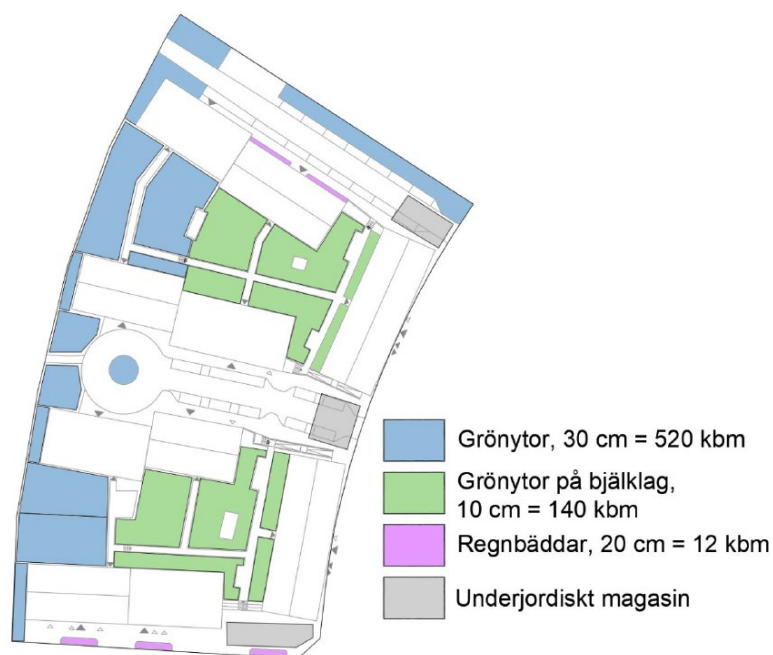 Grönytor, 30 cm = 520 kbm
Grönytor på bjälklag,
10 cm = 140 kbm
Regnbäddar, 20 cm = 12 kbm
Underjordiskt magasin